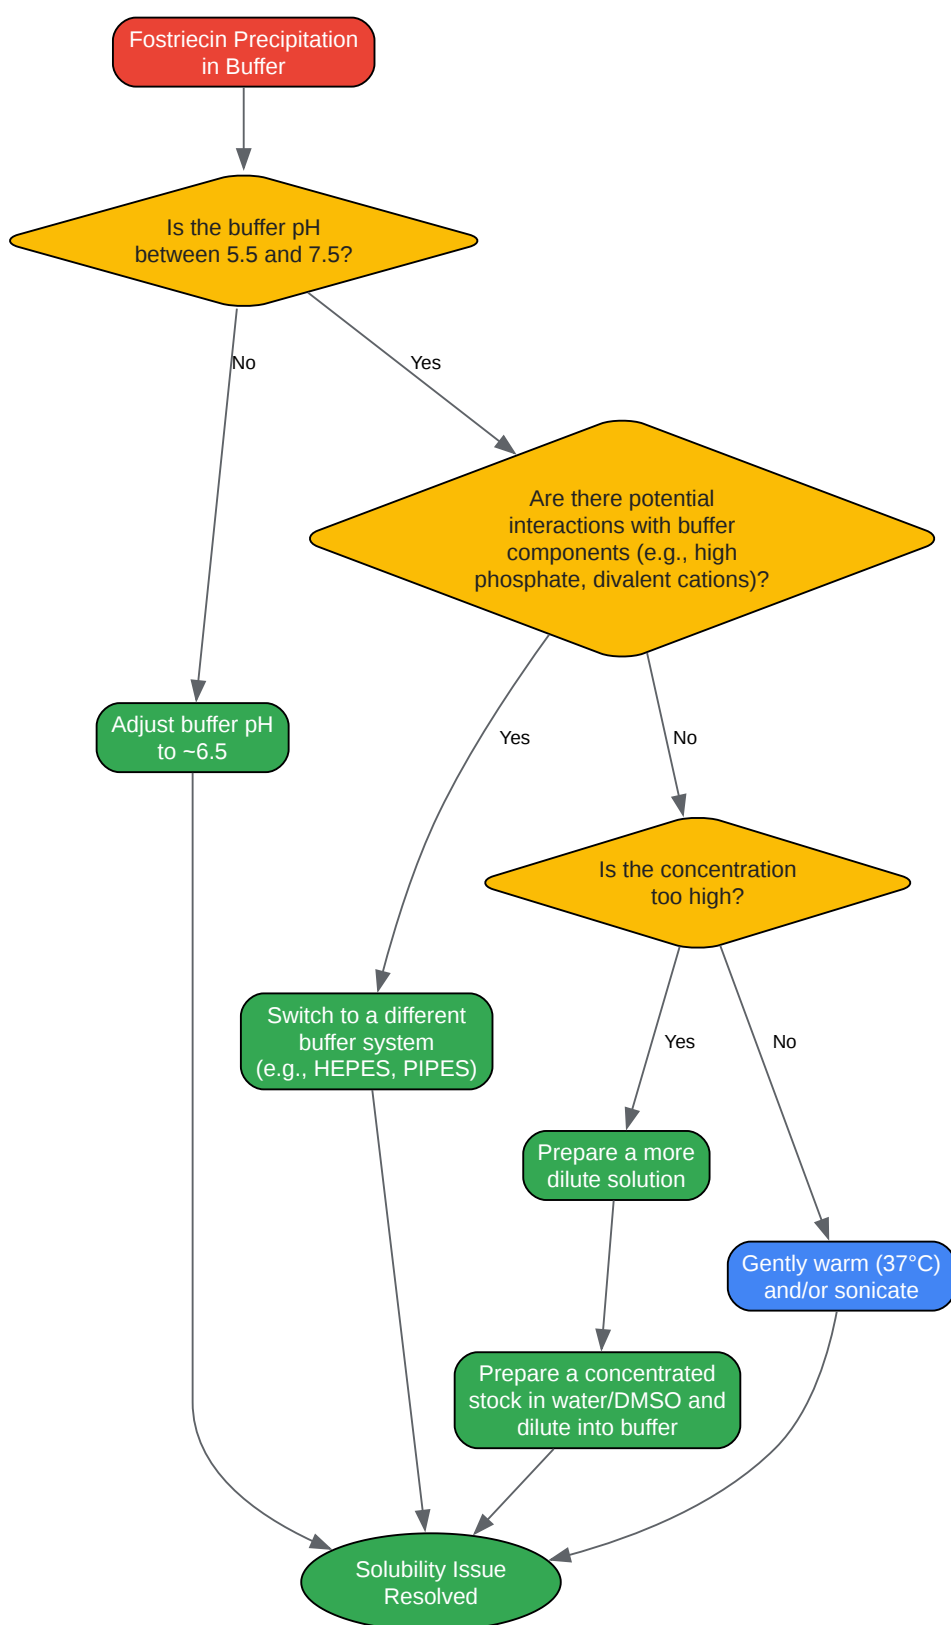 Fostriecin Precipitation
in Buffer
Is the buffer pH
between 5.5 and 7.5?
No
Yes
Are there potential
interactions with buffer
components (e.g., high
phosphate, divalent cations)?
Adjust buffer pH
to ~6.5
Yes
No
Is the concentration
too high?
Switch to a different
buffer system
(e.g., HEPES, PIPES)
Yes
No
Prepare a more
dilute solution
Gently warm (37°C)
and/or sonicate
Prepare a concentrated
stock in water/DMSO and
dilute into buffer
Solubility Issue
Resolved